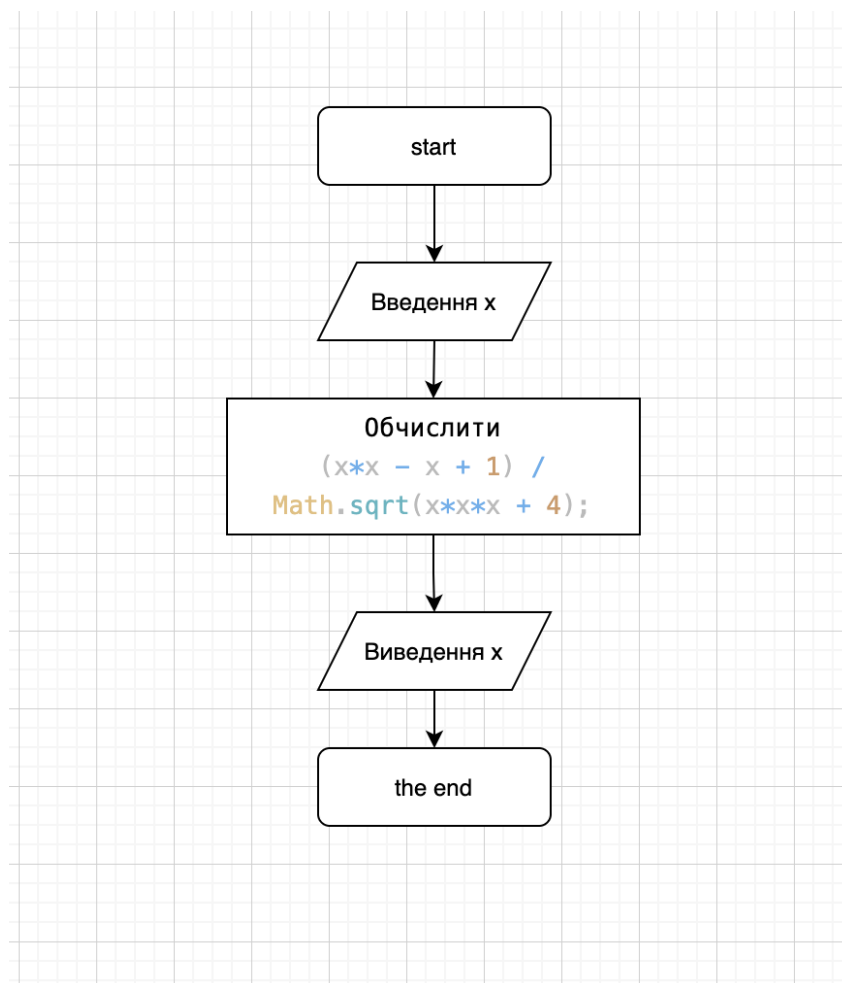 start
Введення х
Обчислити
(x*x - x + 1) /
Math.sqrt(x*x*x + 4);
Виведення х
the end